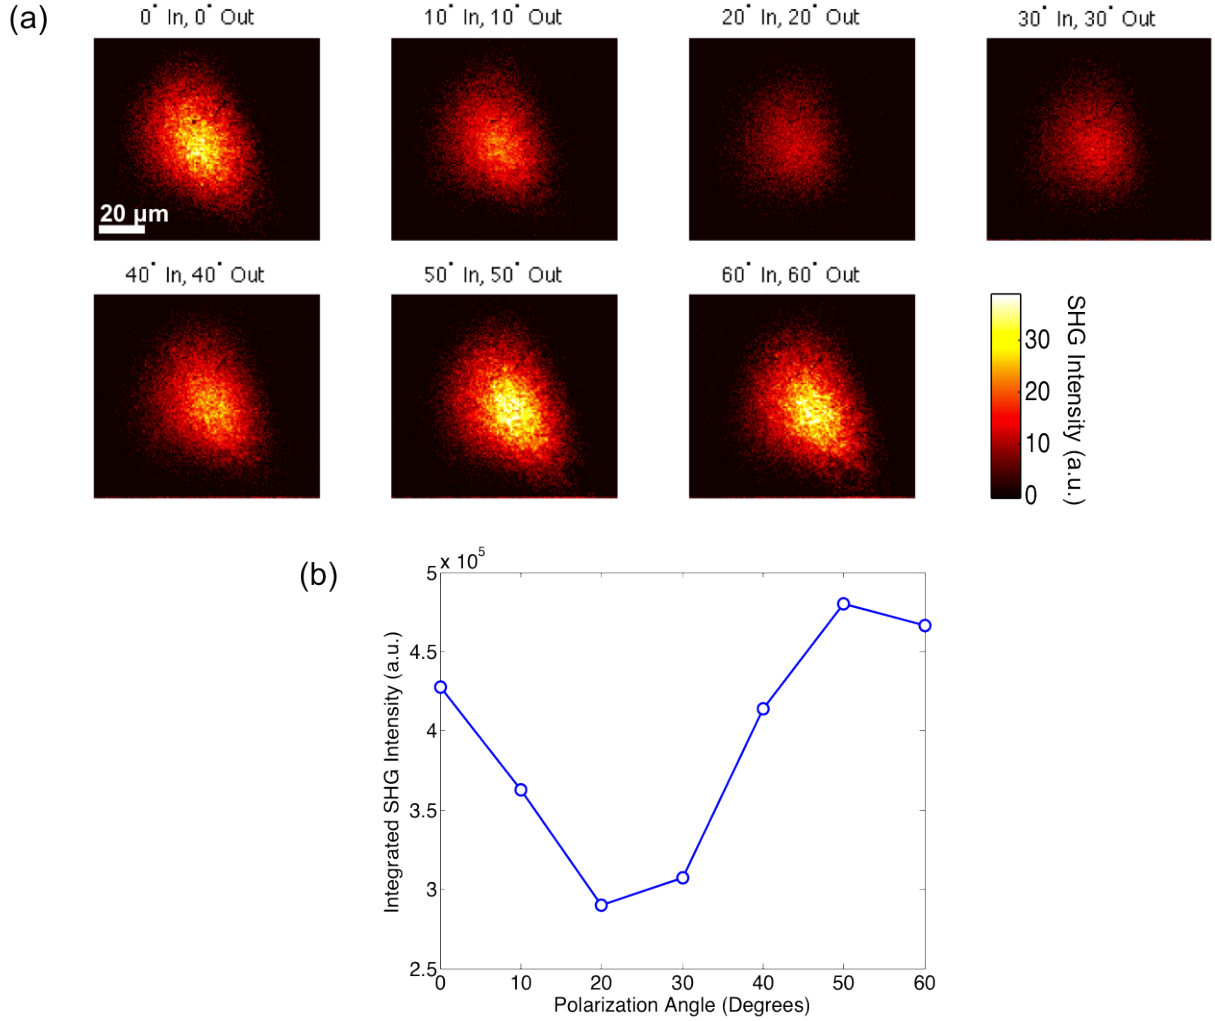 (a)
0° In, 0° Out
10° In, 10° Out
20° In, 20° Out
30° In, 30° Out
20 µm
40° In, 40° Out
50° In, 50° Out
60° In, 60° Out
30
20
10
0
SHG Intensity (a.u.)
(b)
x 10⁵
5
4.5
4
3.5
3
2.5
Integrated SHG Intensity (a.u.)
0 10 20 30 40 50 60
Polarization Angle (Degrees)